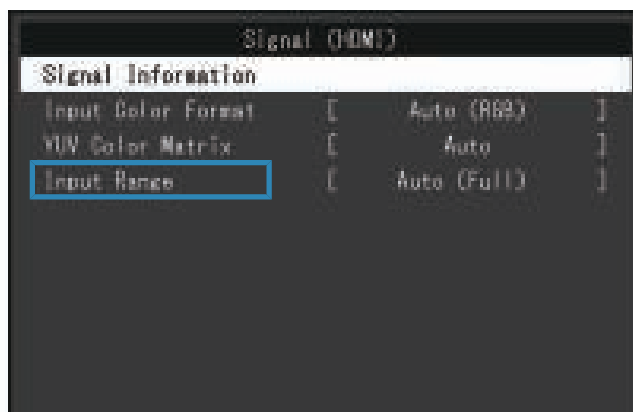 Signal (HDMI)
Signal Information
Input Color Format [ Auto (RGB) ]
YUV Color Matrix [ Auto ]
Input Range [ Auto (Full) ]